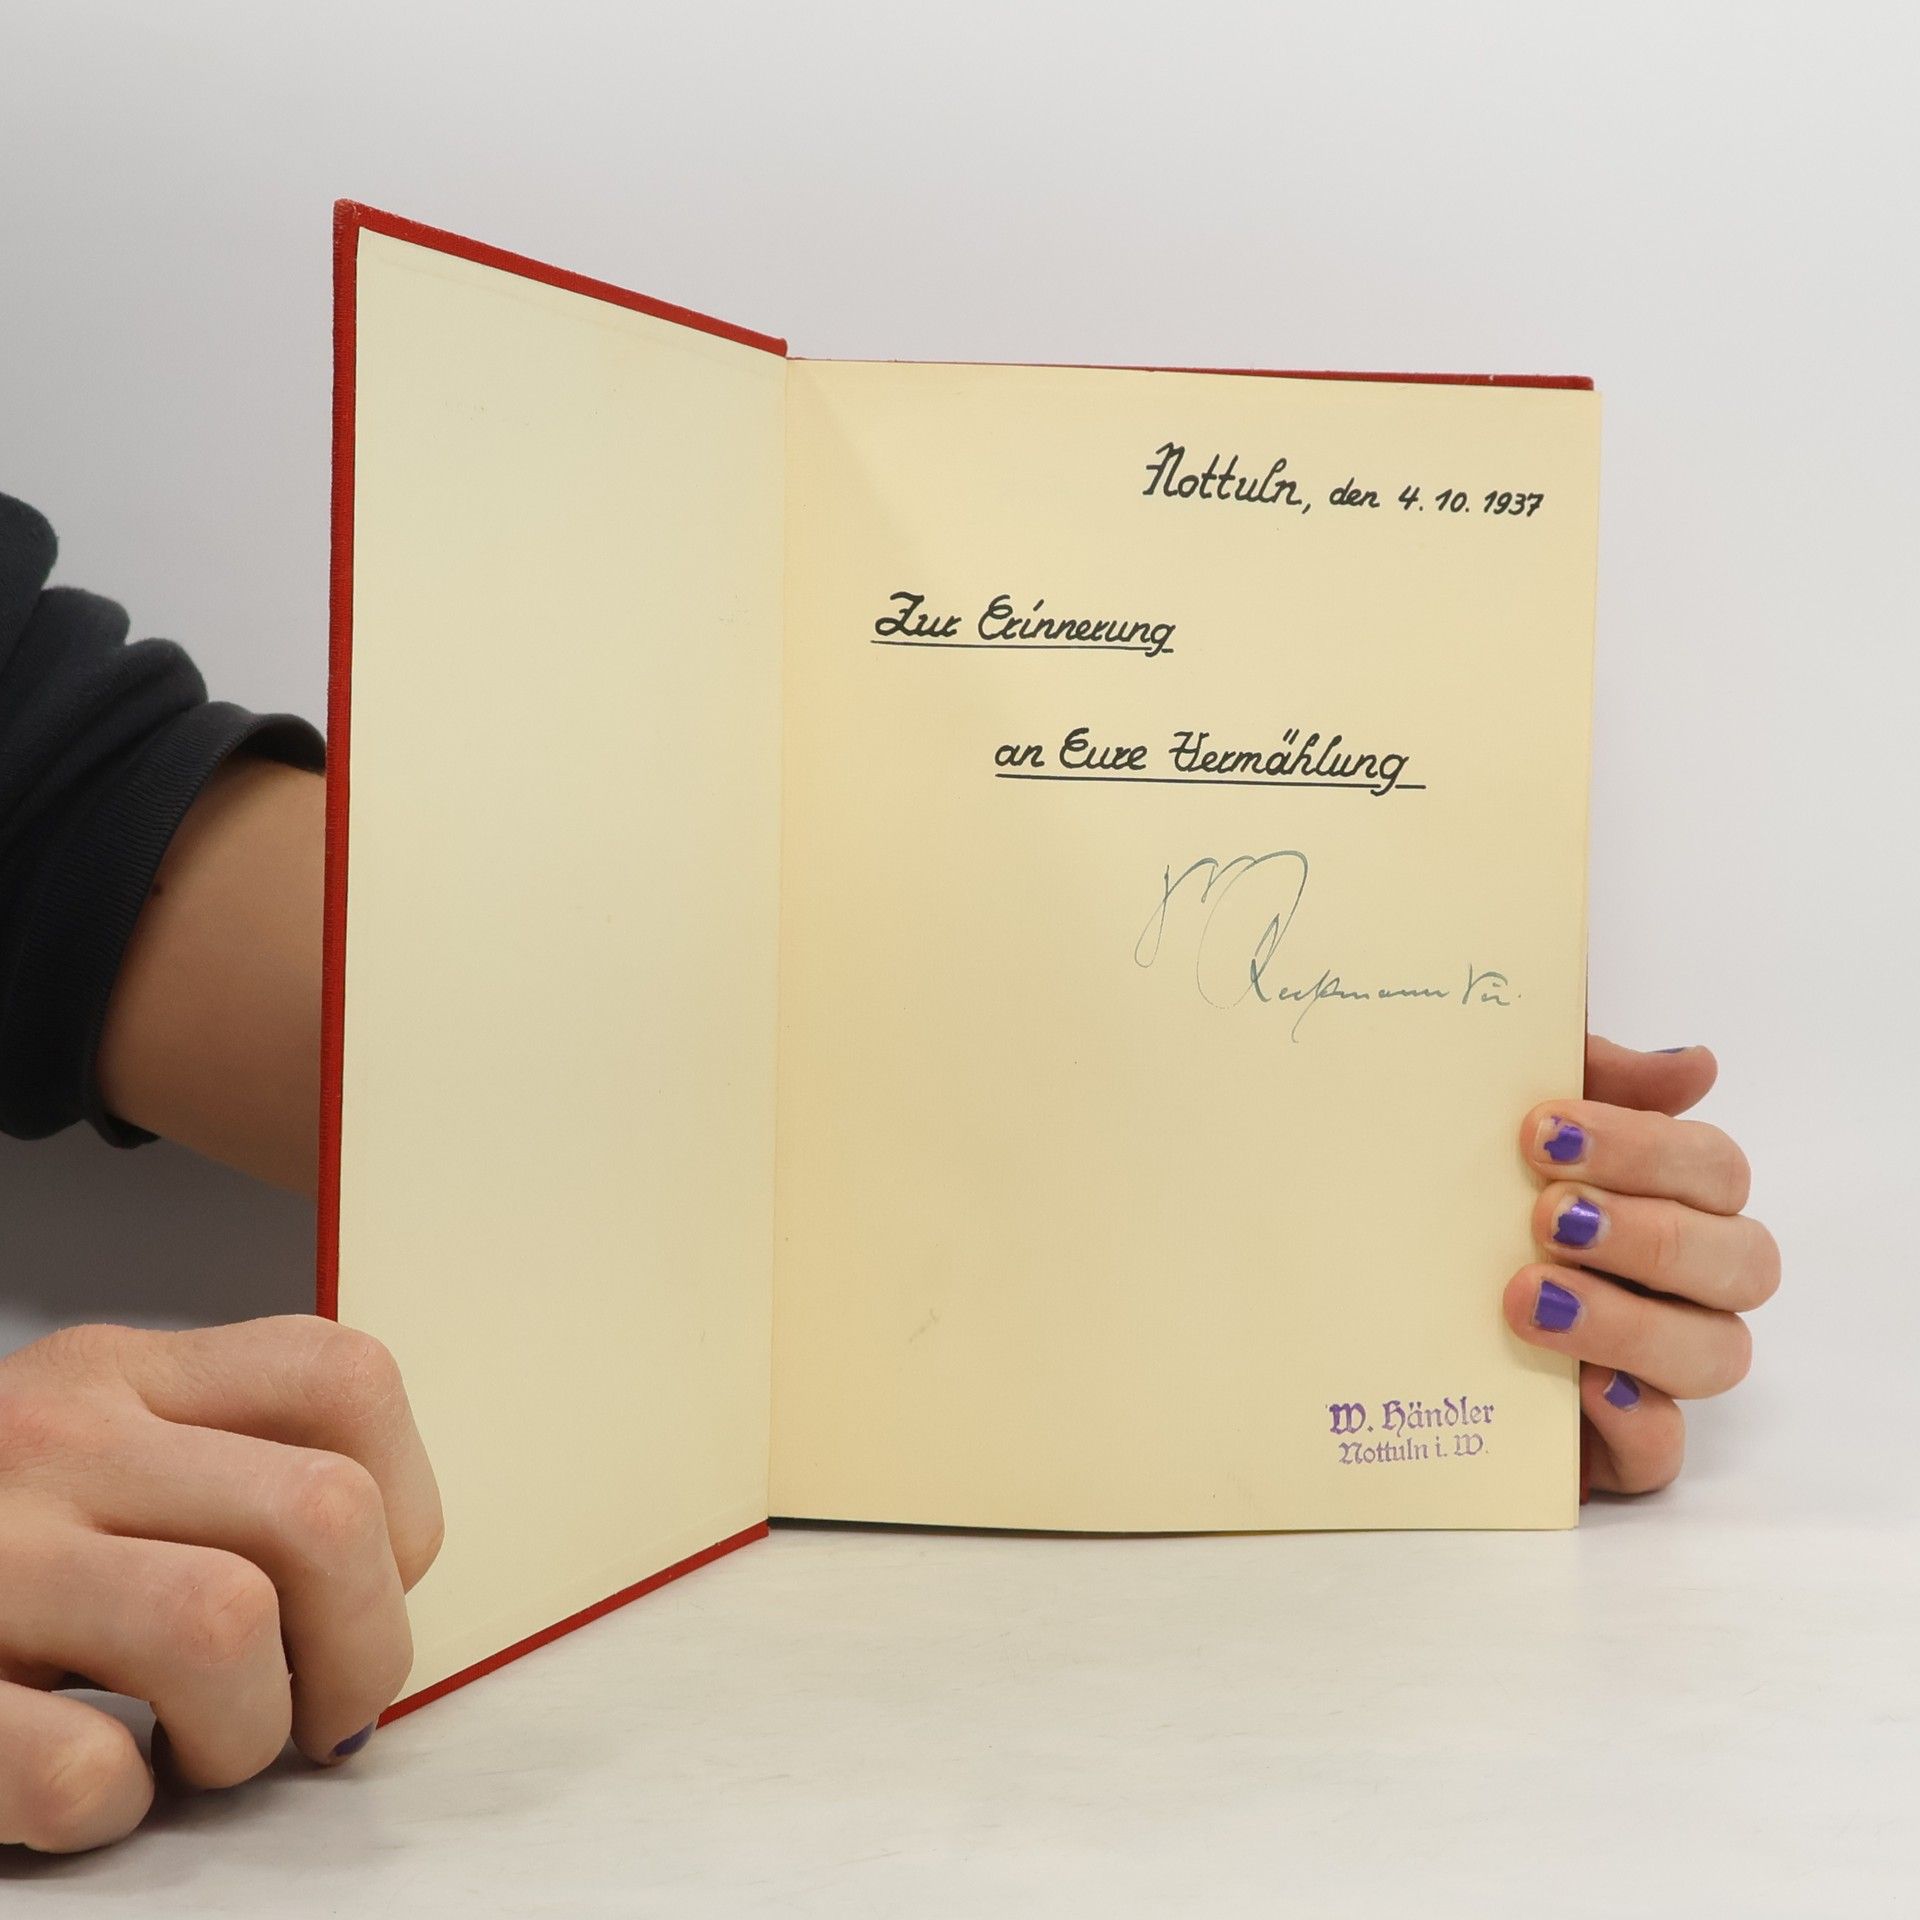 Nottuln, den 4. 10. 1937
Zur Erinnerung
an Eure Vermählung
W. Händler
Nottuln i. W.